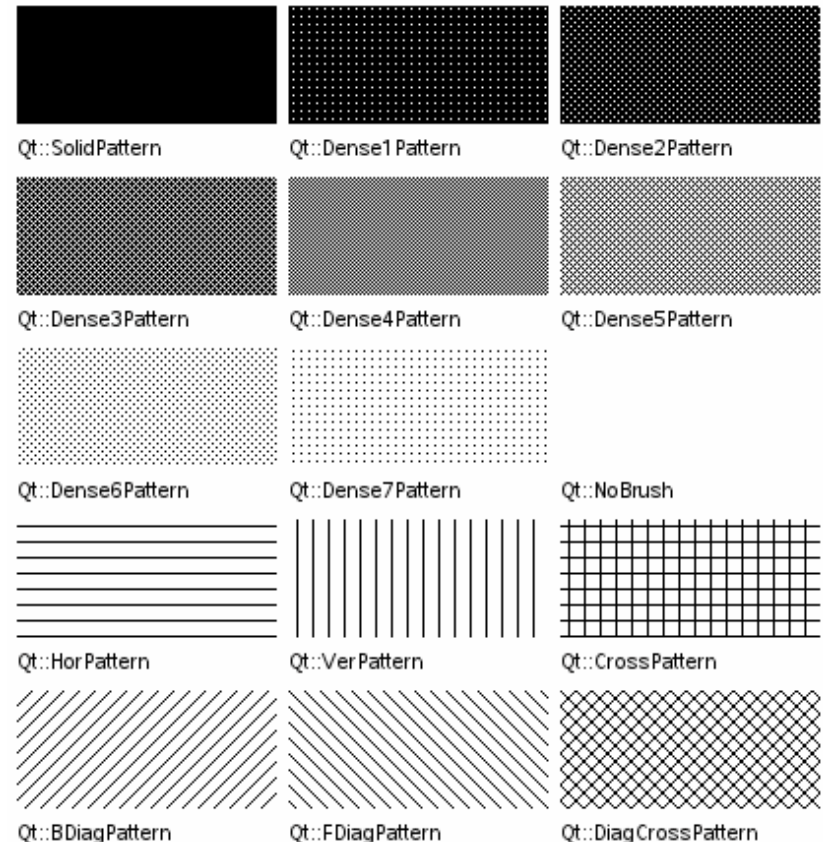 Qt::SolidPattern Qt::Dense1Pattern Qt::Dense2Pattern
Qt::Dense3Pattern Qt::Dense4Pattern Qt::Dense5Pattern
Qt::Dense6Pattern Qt::Dense7Pattern Qt::NoBrush
Qt::HorPattern Qt::VerPattern Qt::CrossPattern
Qt::BDiagPattern Qt::FDiagPattern Qt::DiagCrossPattern